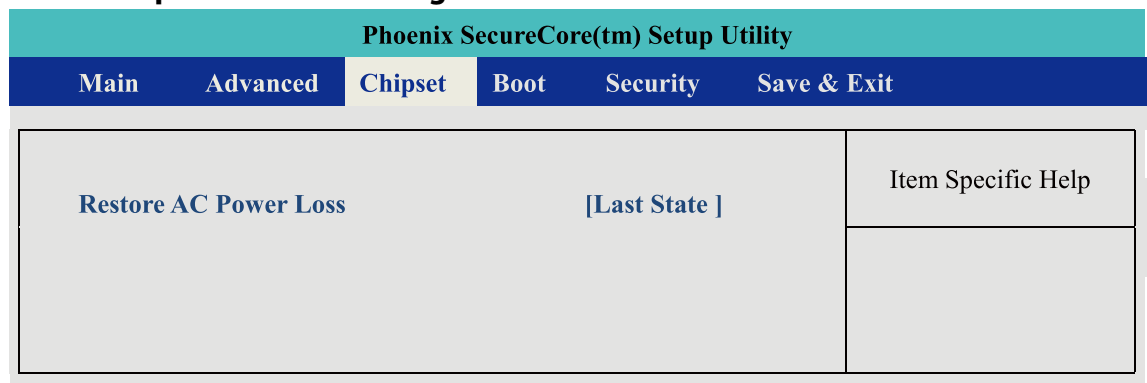 Phoenix SecureCore(tm) Setup Utility
Main Advanced Chipset Boot Security Save & Exit
Restore AC Power Loss [Last State ]
Item Specific Help